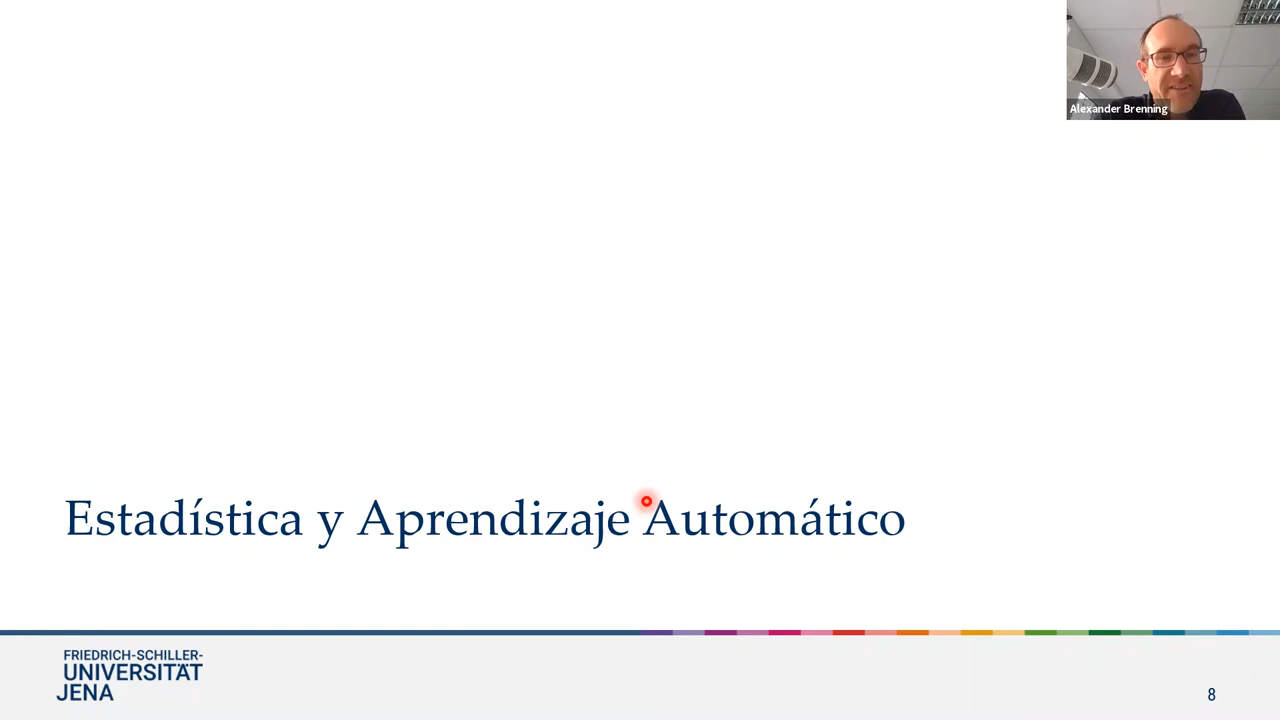 Alexander Brenning
Estadística y Aprendizaje Automático
FRIEDRICH-SCHILLER-
UNIVERSITÄT
JENA
8